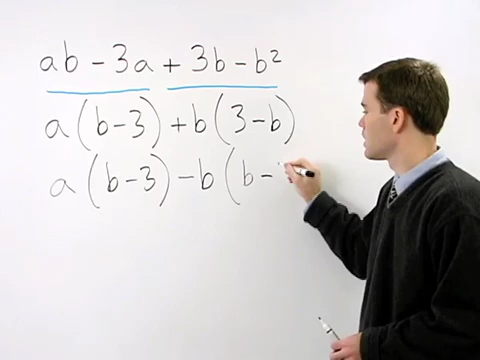 ab - 3a + 3b - b²
a(b-3) + b(3-b)
a(b-3) - b(b-